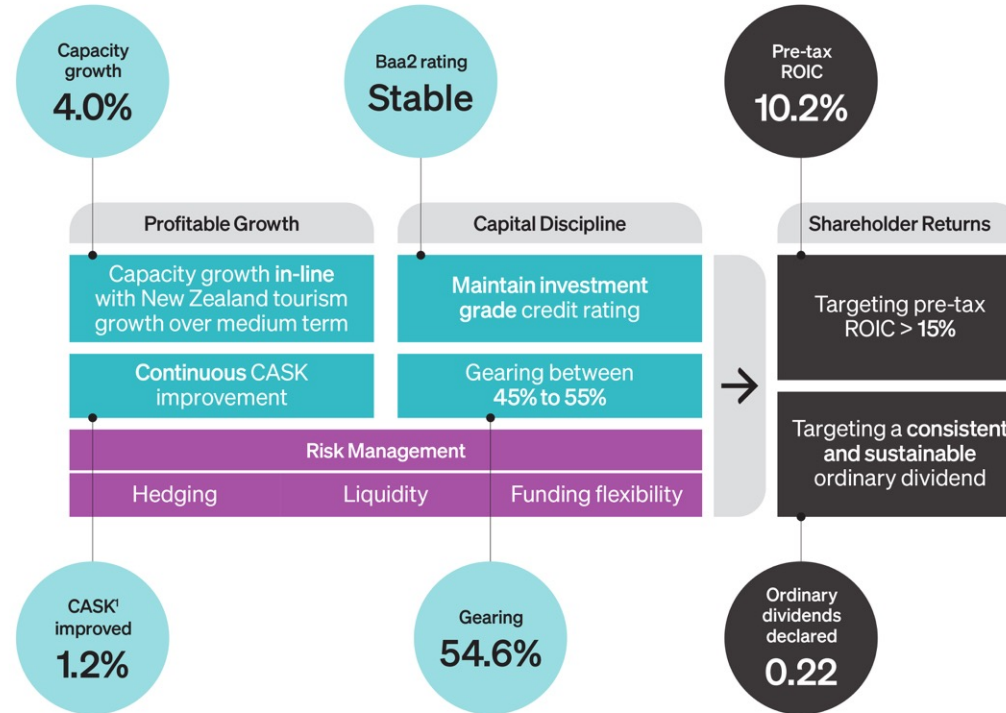 Capacity
growth
4.0%
Baa2 rating
Stable
Pre-tax
ROIC
10.2%
Profitable Growth
Capital Discipline
Shareholder Returns
Capacity growth in-line
with New Zealand tourism
growth over medium term
Maintain investment
grade credit rating
Targeting pre-tax
ROIC > 15%
Continuous CASK
improvement
Gearing between
45% to 55%
→
Targeting a consistent
and sustainable
ordinary dividend
Risk Management
Hedging
Liquidity
Funding flexibility
CASK¹
improved
1.2%
Gearing
54.6%
Ordinary
dividends
declared
0.22